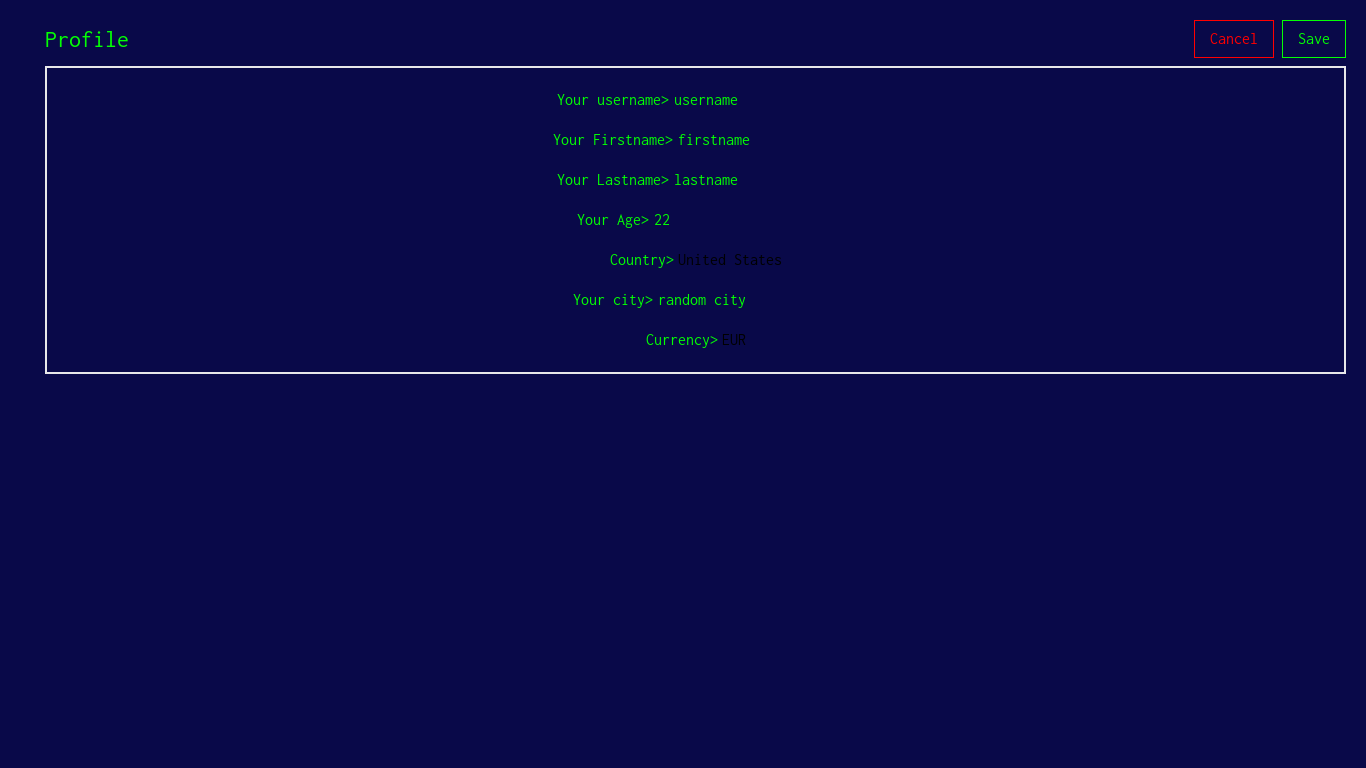 Profile
Cancel
Save
Your username> username
Your Firstname> firstname
Your Lastname> lastname
Your Age> 22
Country> United States
Your city> random city
Currency> EUR